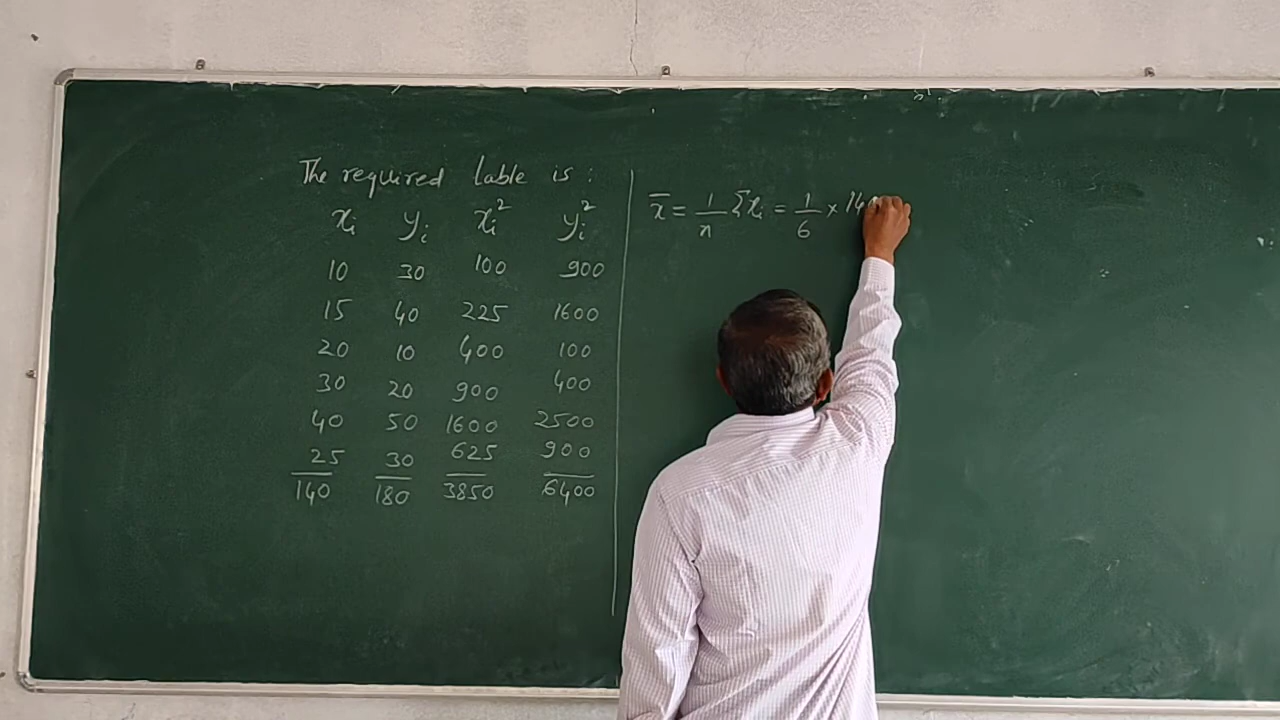 The required table is :
xᵢ yᵢ xᵢ² yᵢ²
10 30 100 900
15 40 225 1600
20 10 400 100
30 20 900 400
40 50 1600 2500
25 30 625 900
140 180 3850 6400
x̄ = 1/n Σxᵢ = 1/6 × 14